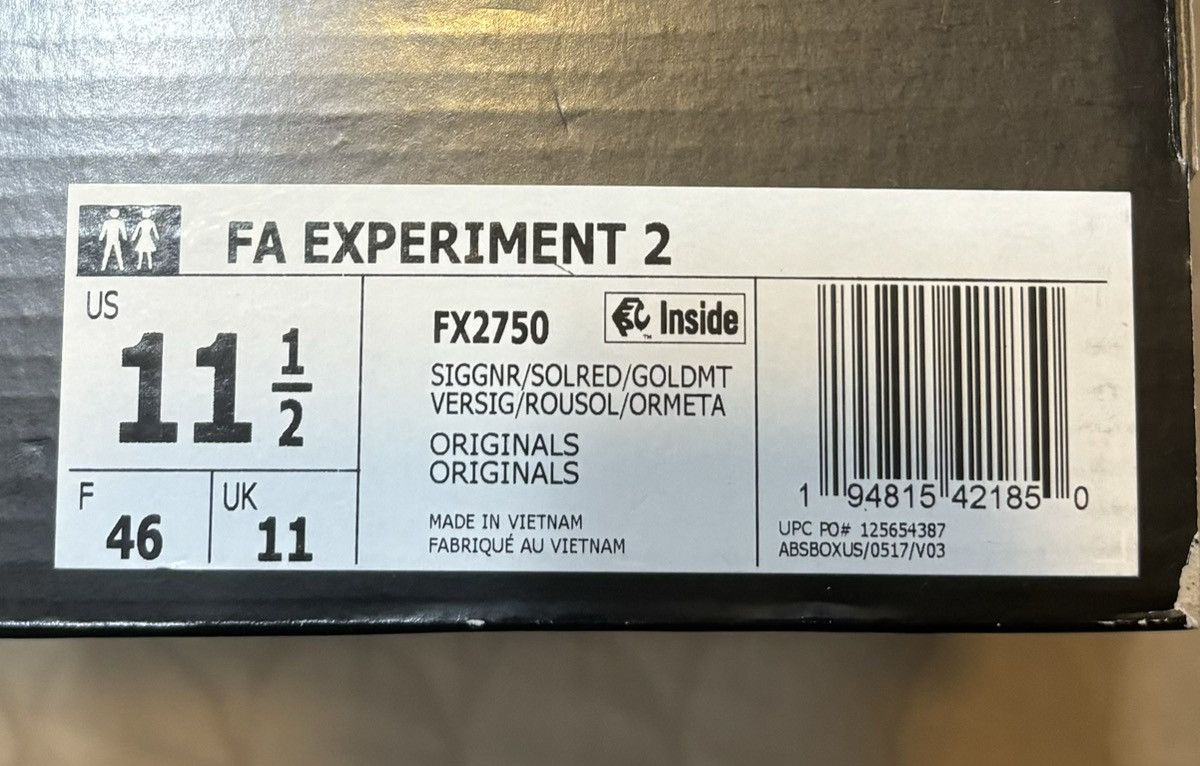 FA EXPERIMENT 2
US
11 1/2
F
46
UK
11
FX2750
Inside
SIGGNR/SOLRED/GOLDMT
VERSIG/ROUSOL/ORMETA
ORIGINALS
ORIGINALS
MADE IN VIETNAM
FABRIQUÉ AU VIETNAM
1 94815 42185 0
UPC PO# 125654387
ABSBOXUS/0517/V03